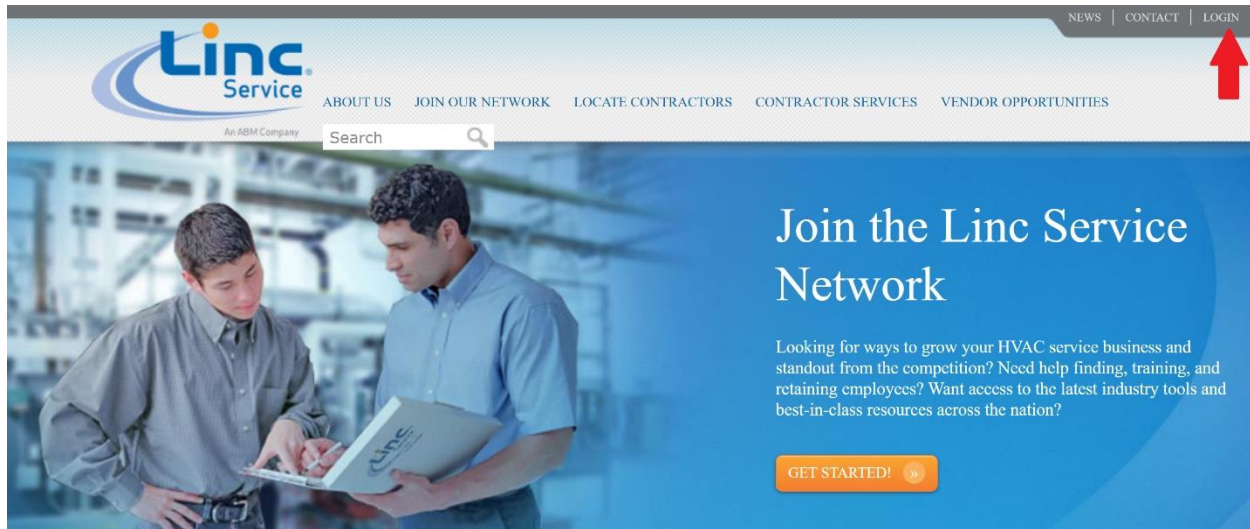 NEWS | CONTACT | LOGIN
Linc®
Service
An ABM Company
ABOUT US JOIN OUR NETWORK LOCATE CONTRACTORS CONTRACTOR SERVICES VENDOR OPPORTUNITIES
Search
Join the Linc Service
Network
Looking for ways to grow your HVAC service business and
standout from the competition? Need help finding, training, and
retaining employees? Want access to the latest industry tools and
best-in-class resources across the nation?
GET STARTED! »
Linc
Service